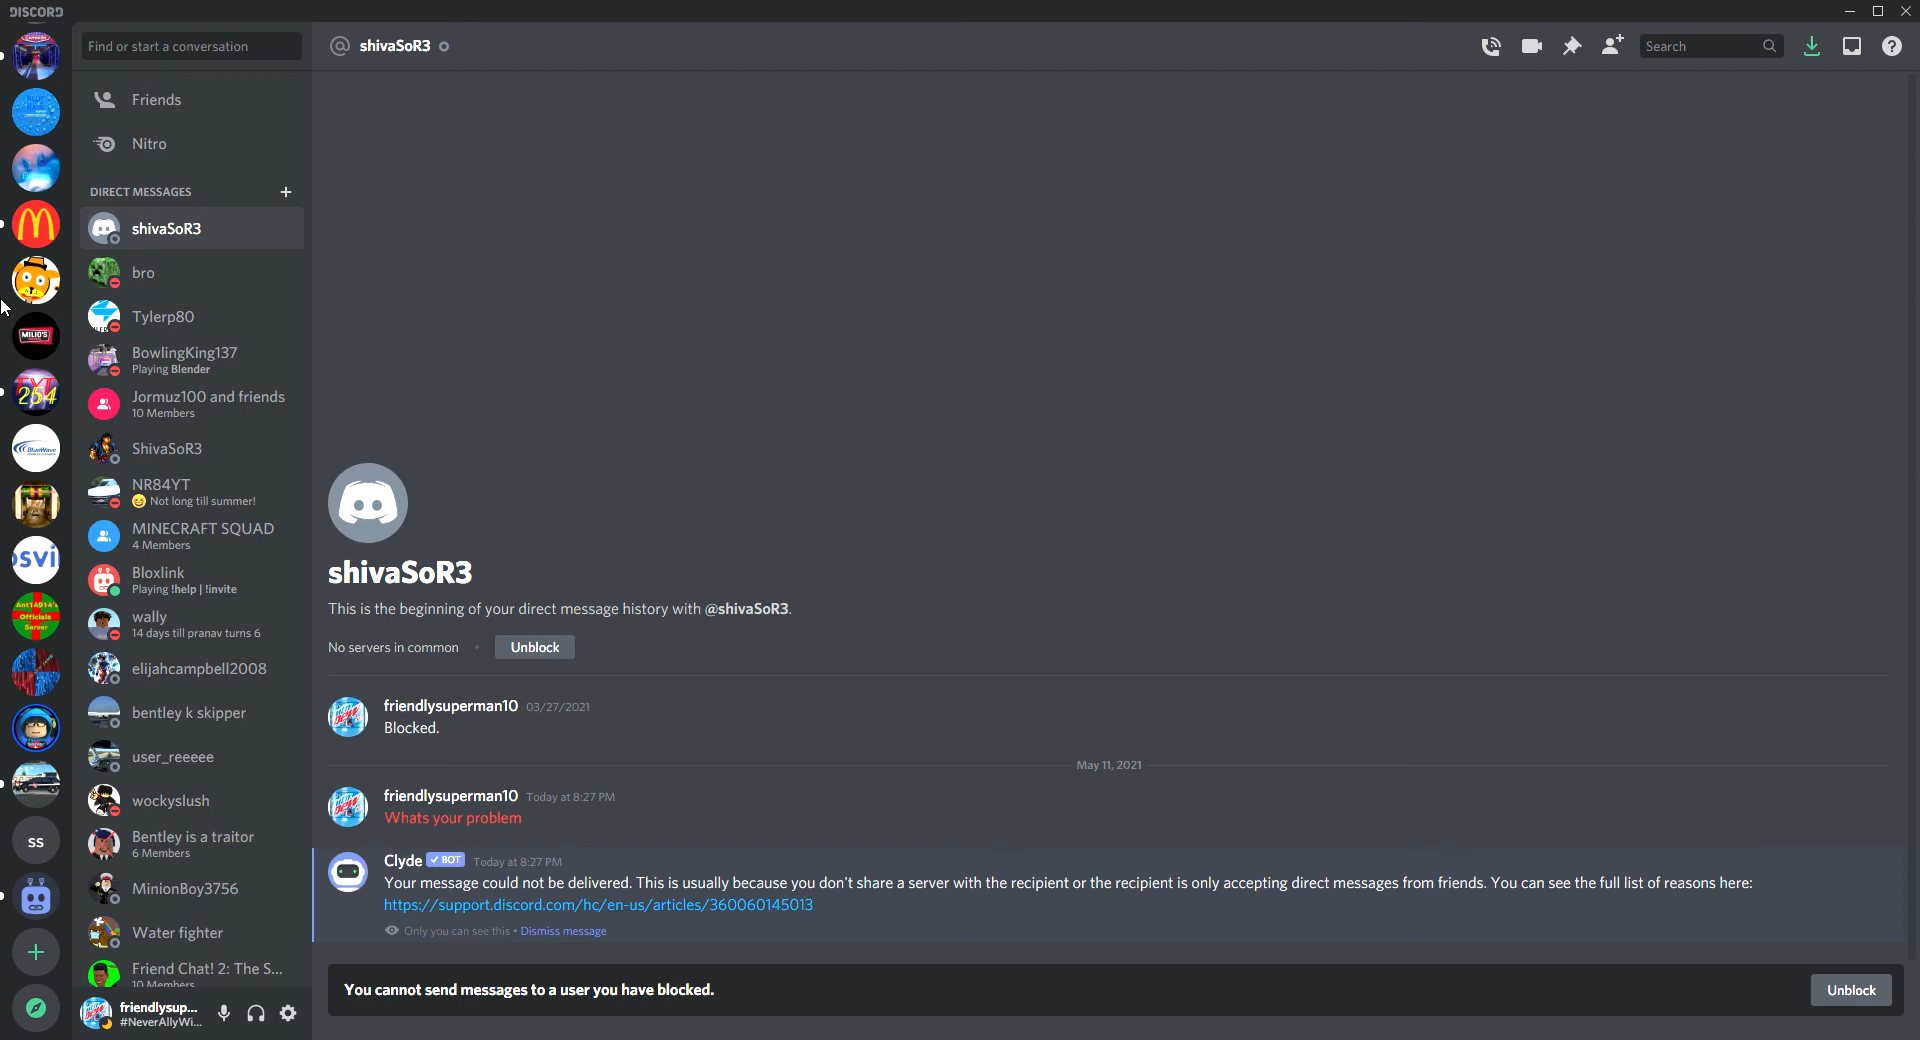 DISCORD
Find or start a conversation
shivaSoR3
Search
Friends
Nitro
DIRECT MESSAGES
shivaSoR3
bro
Tylerp80
BowlingKing137
Playing Blender
Jormuz100 and friends
10 Members
ShivaSoR3
NR84YT
Not long till summer!
MINECRAFT SQUAD
4 Members
Bloxlink
Playing !help | !invite
wally
14 days till pranav turns 6
elijahcampbell2008
bentley k skipper
user_reeeee
wockyslush
Bentley is a traitor
6 Members
MinionBoy3756
Water fighter
Friend Chat! 2: The S...
10 Members
friendlysup...
#NeverAllyWi...
MILIO'S
254
BlueWave
osvil
Ant14914's
Officials
Server
ss
shivaSoR3
This is the beginning of your direct message history with @shivaSoR3.
No servers in common • Unblock
friendlysuperman10 03/27/2021
Blocked.
May 11, 2021
friendlysuperman10 Today at 8:27 PM
Whats your problem
Clyde BOT Today at 8:27 PM
Your message could not be delivered. This is usually because you don't share a server with the recipient or the recipient is only accepting direct messages from friends. You can see the full list of reasons here:
https://support.discord.com/hc/en-us/articles/360060145013
Only you can see this • Dismiss message
You cannot send messages to a user you have blocked.
Unblock